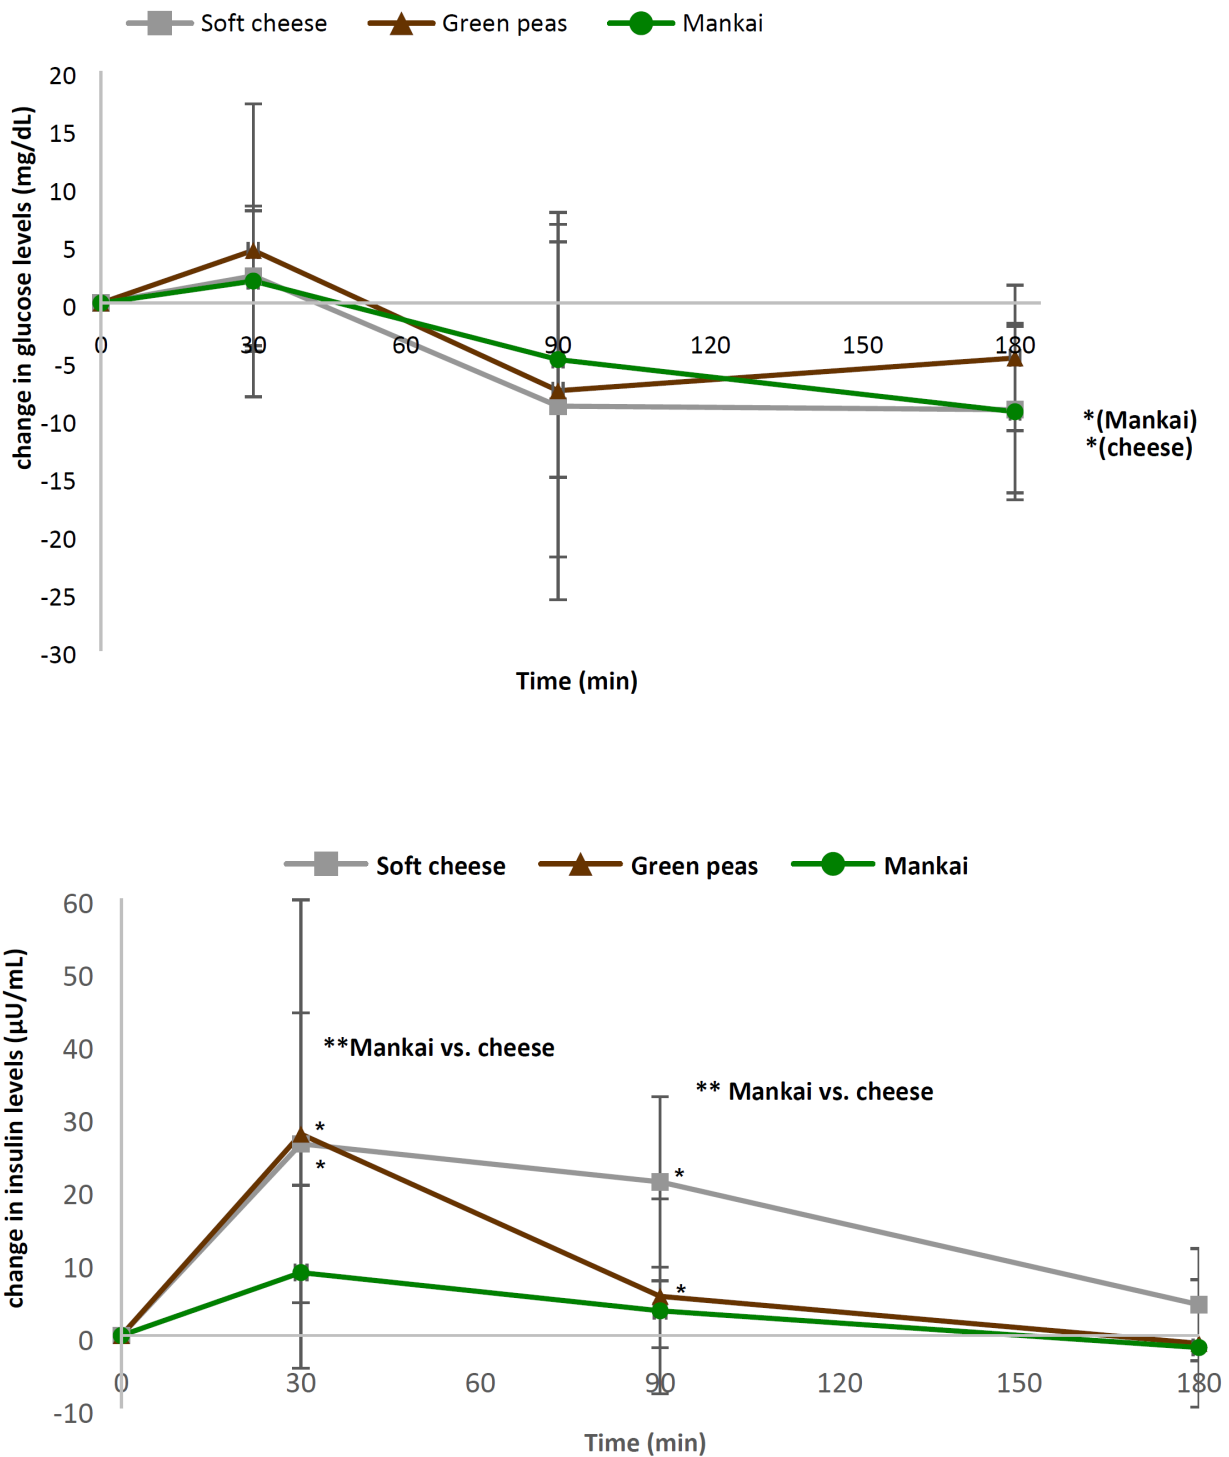 Soft cheese Green peas Mankai
change in glucose levels (mg/dL)
20
15
10
5
0
-5
-10
-15
-20
-25
-30
0 30 60 90 120 150 180
*(Mankai)
*(cheese)
Time (min)
Soft cheese Green peas Mankai
change in insulin levels (µU/mL)
60
50
40
30
20
10
0
-10
**Mankai vs. cheese
** Mankai vs. cheese
*
*
*
*
0 30 60 90 120 150 180
Time (min)